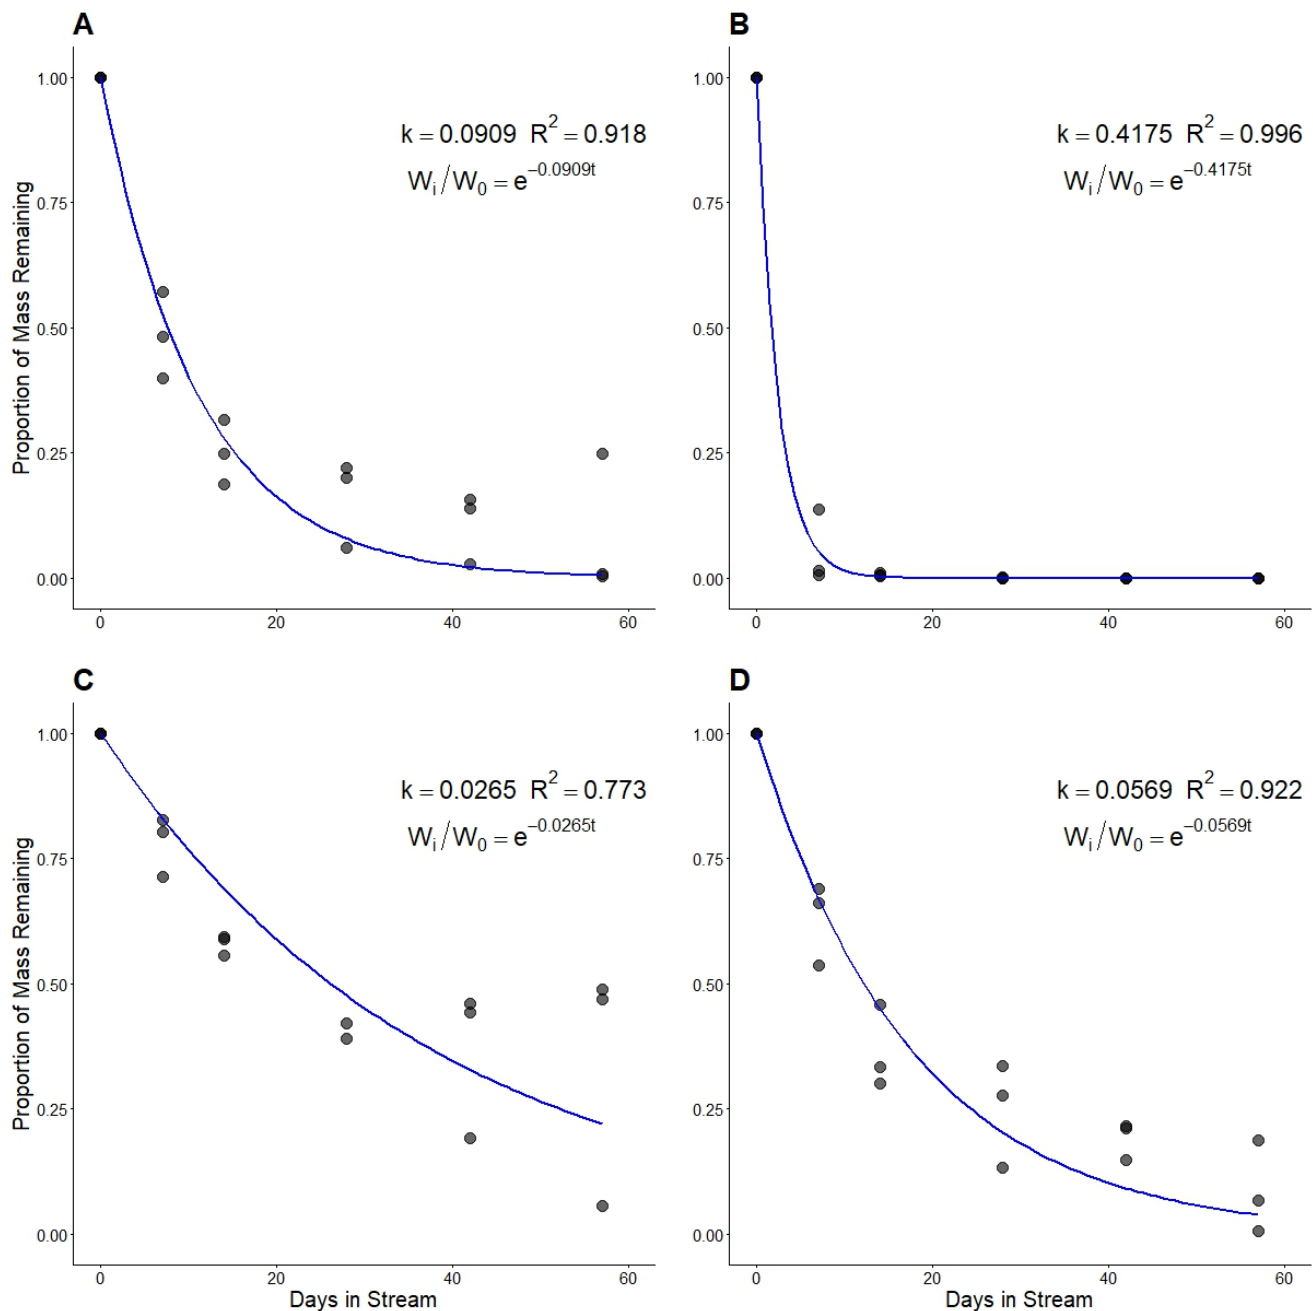 A
1.00
0.75
0.50
0.25
0.00
Proportion of Mass Remaining
k = 0.0909 R² = 0.918
Wᵢ/W₀ = e^−0.0909t
0 20 40 60
B
1.00
0.75
0.50
0.25
0.00
k = 0.4175 R² = 0.996
Wᵢ/W₀ = e^−0.4175t
0 20 40 60
C
1.00
0.75
0.50
0.25
0.00
Proportion of Mass Remaining
k = 0.0265 R² = 0.773
Wᵢ/W₀ = e^−0.0265t
0 20 40 60
Days in Stream
D
1.00
0.75
0.50
0.25
0.00
k = 0.0569 R² = 0.922
Wᵢ/W₀ = e^−0.0569t
0 20 40 60
Days in Stream